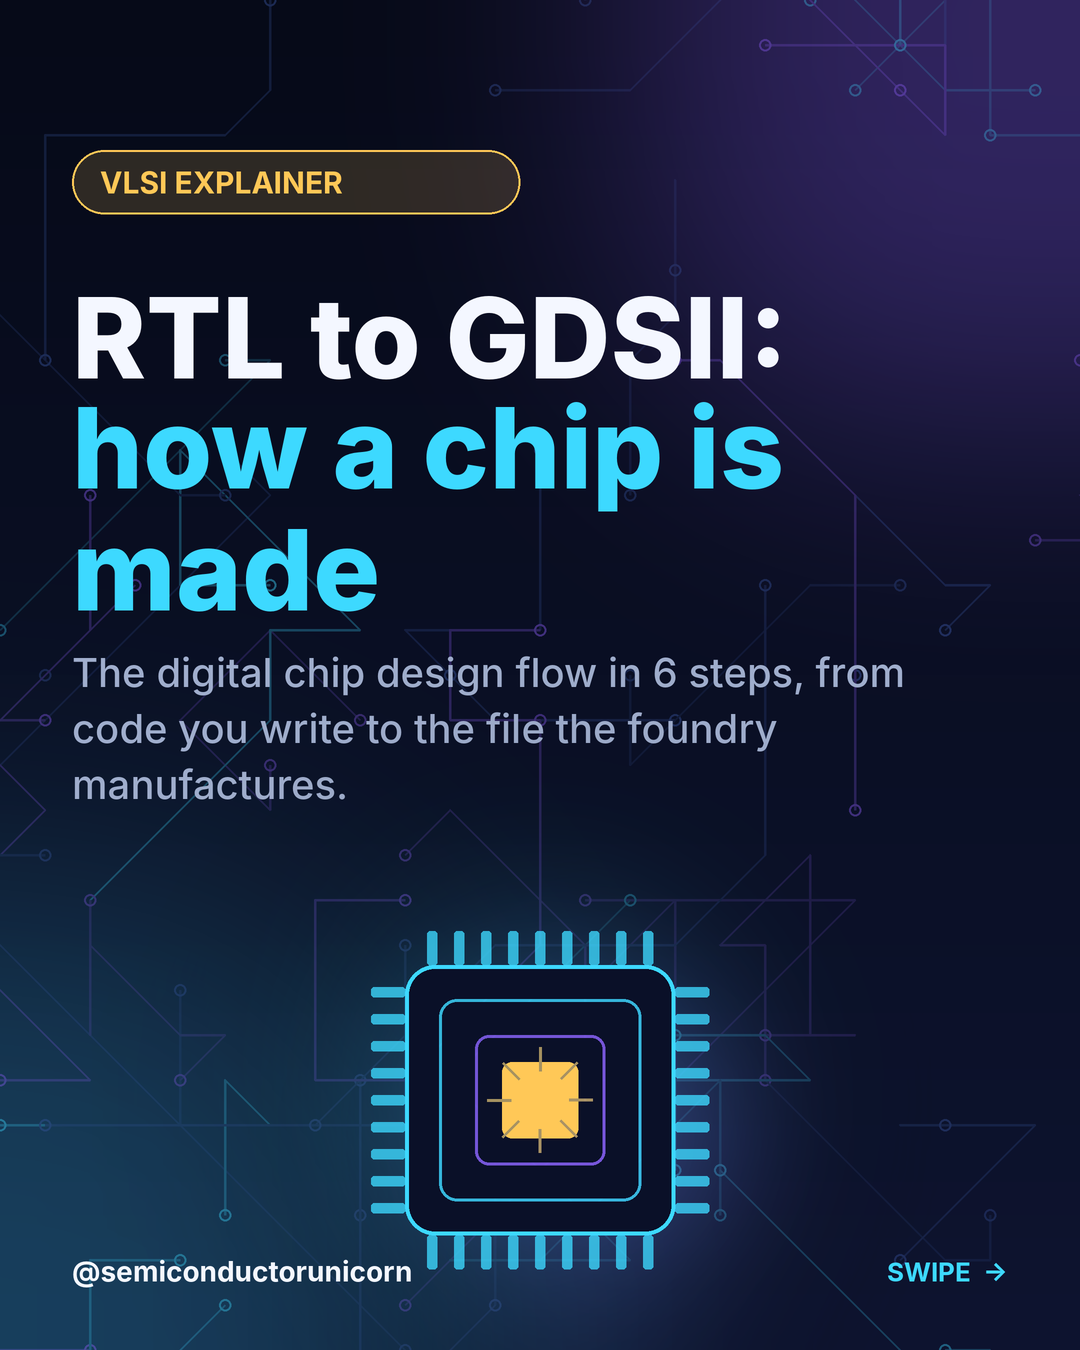 VLSI EXPLAINER
RTL to GDSII:
how a chip is
made
The digital chip design flow in 6 steps, from
code you write to the file the foundry
manufactures.
@semiconductorunicorn
SWIPE →